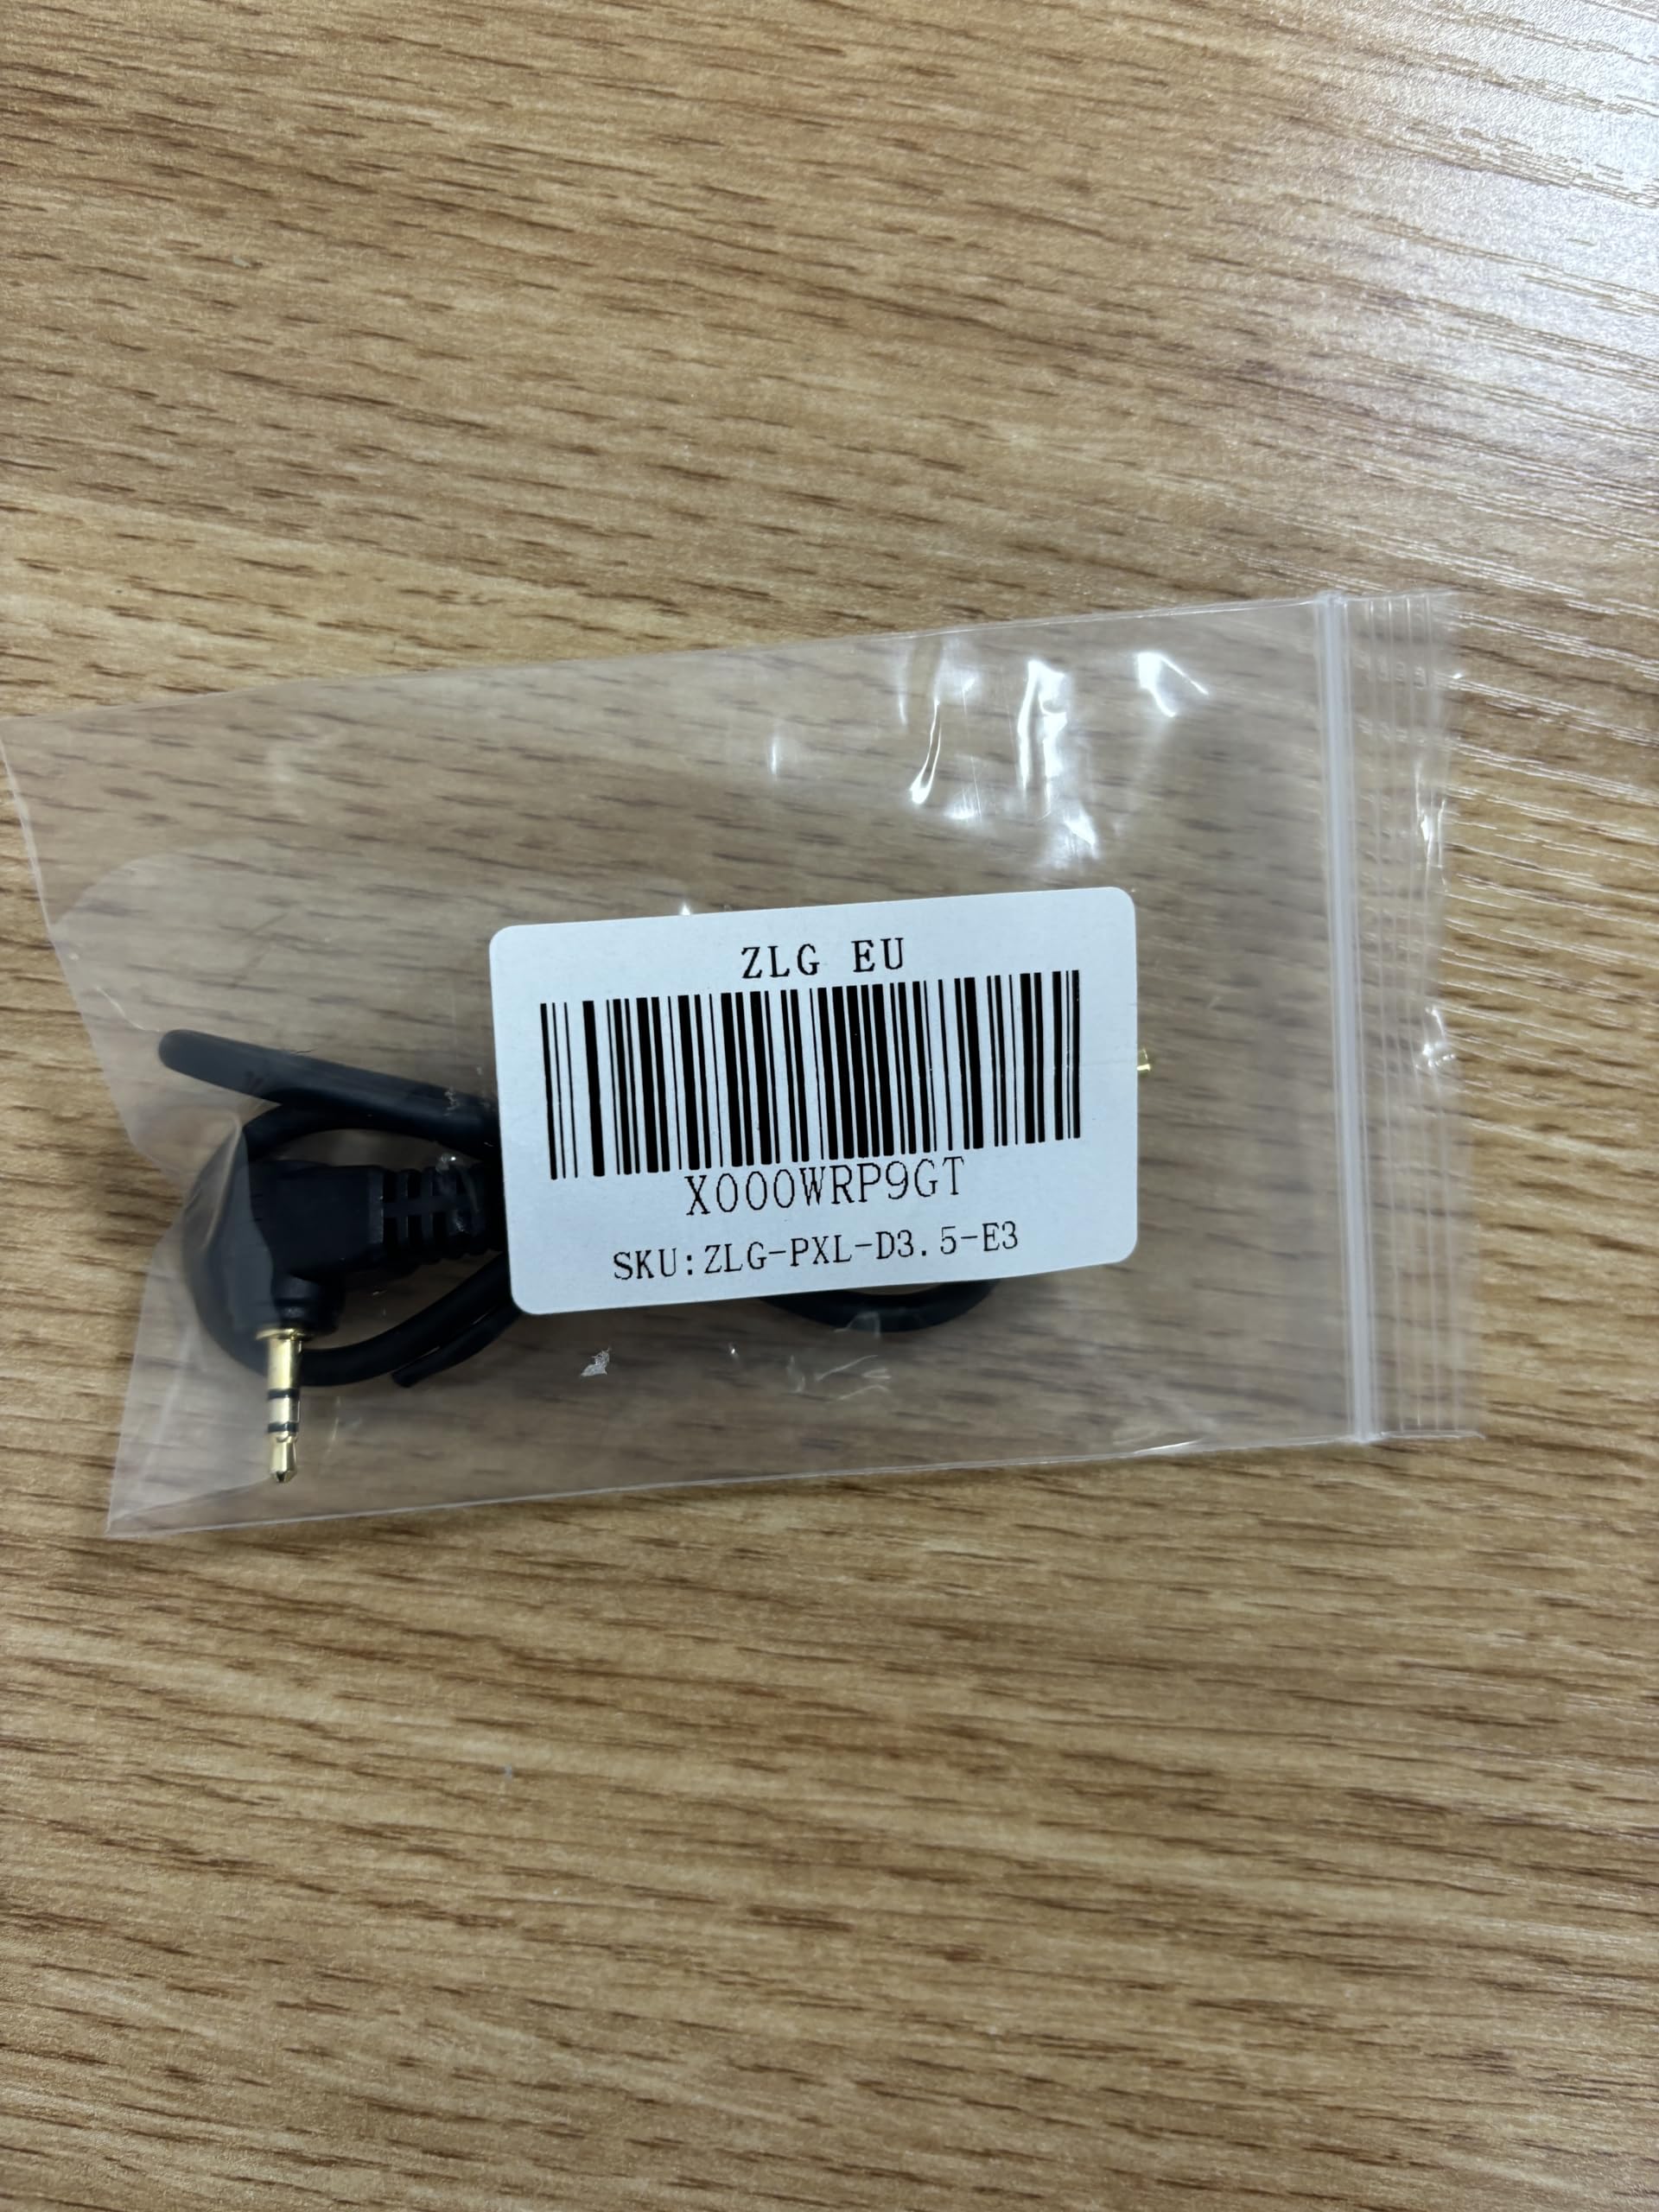 ZLG EU
X000WRP9GT
SKU:ZLG-PXL-D3.5-E3